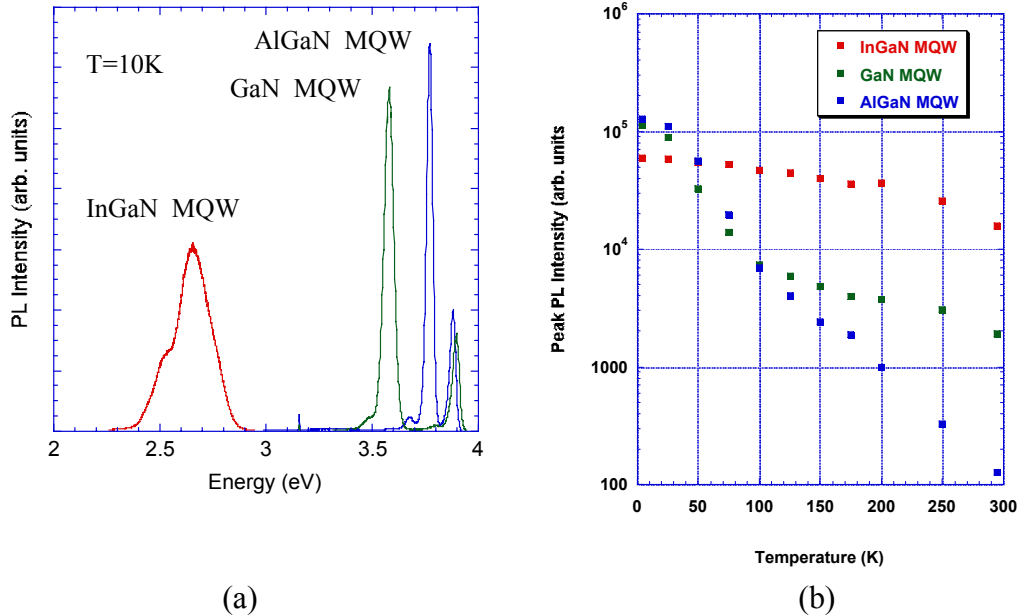 T=10K
AlGaN MQW
GaN MQW
InGaN MQW
PL Intensity (arb. units)
2 2.5 3 3.5 4
Energy (eV)
(a)
InGaN MQW
GaN MQW
AlGaN MQW
10^6
10^5
10^4
1000
100
Peak PL Intensity (arb. units)
0 50 100 150 200 250 300
Temperature (K)
(b)